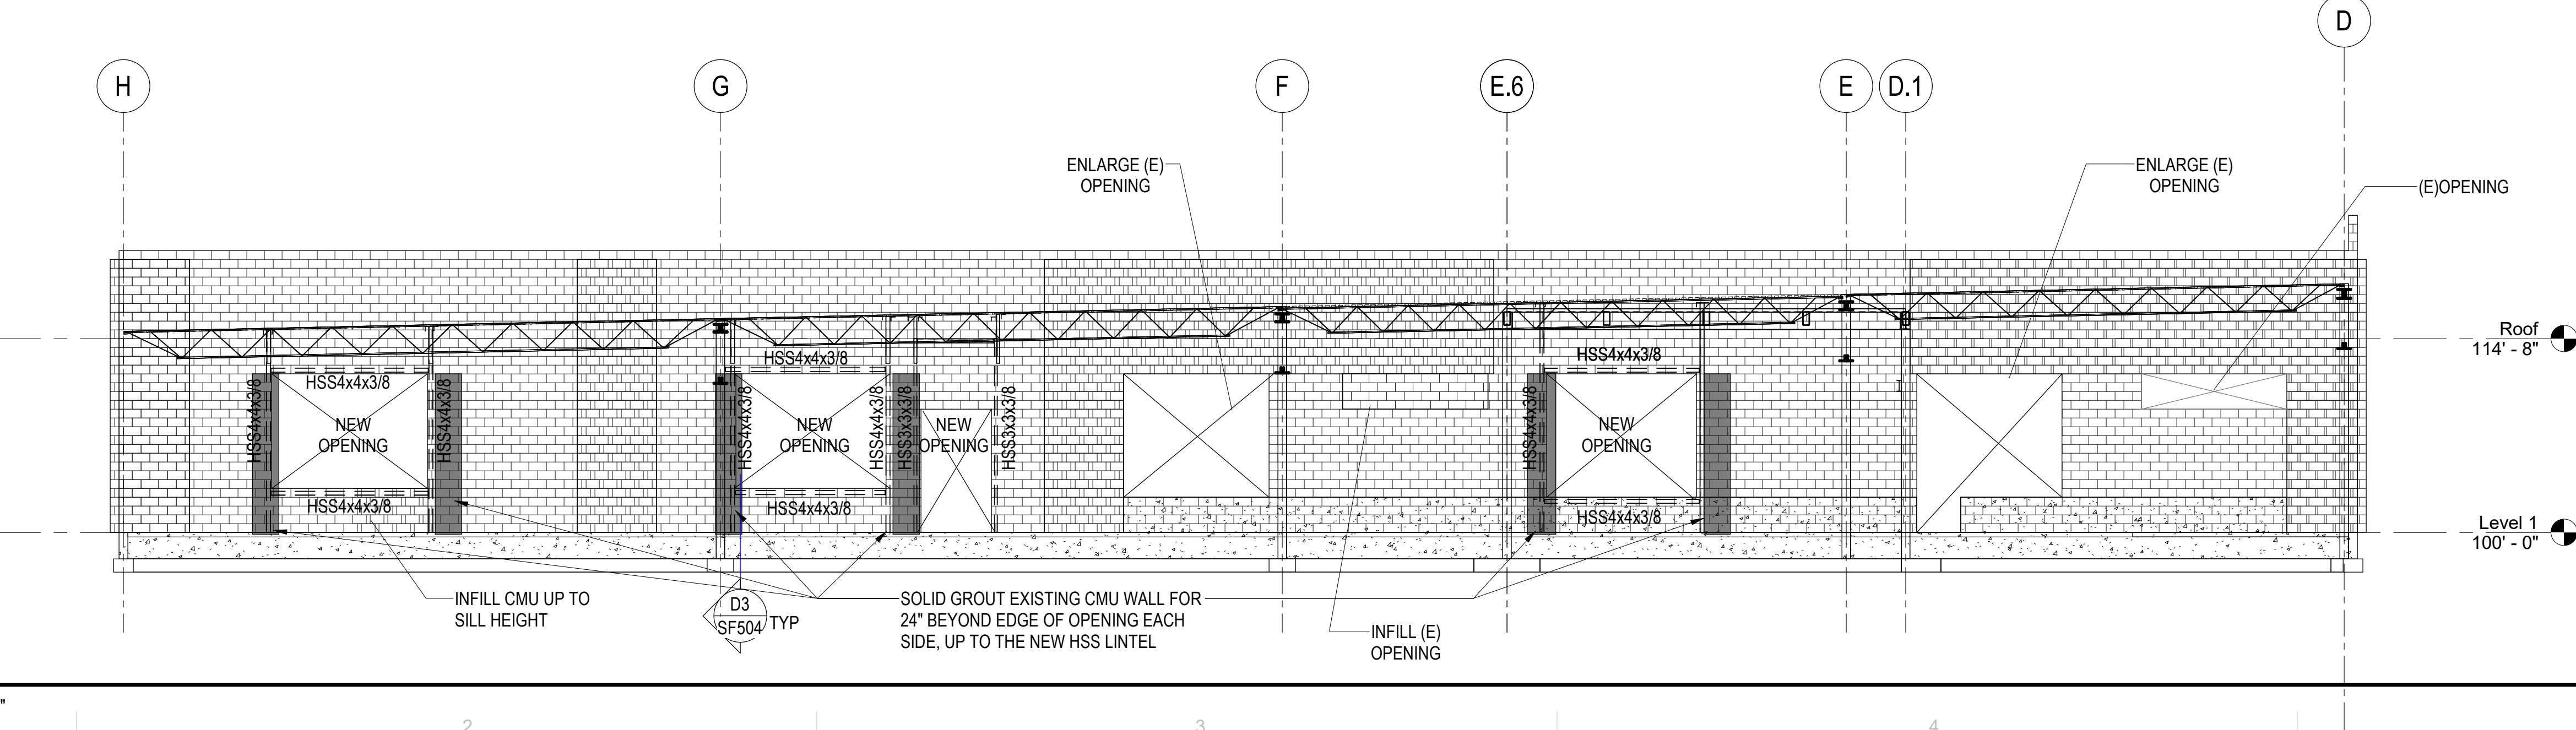 D
H
G
F
E.6
E
D.1
ENLARGE (E)
OPENING
ENLARGE (E)
OPENING
(E)OPENING
Roof
114' - 8"
HSS4x4x3/8
HSS4x4x3/8
HSS4x4x3/8
HSS4x4x3/8
HSS4x4x3/8
HSS4x4x3/8
NEW
OPENING
HSS4x4x3/8
HSS4x4x3/8
NEW
OPENING
HSS4x4x3/8
HSS3x3x3/8
NEW
OPENING
HSS3x3x3/8
HSS4x4x3/8
NEW
OPENING
HSS4x4x3/8
HSS4x4x3/8
HSS4x4x3/8
Level 1
100' - 0"
INFILL CMU UP TO
SILL HEIGHT
D3
SF504
TYP
SOLID GROUT EXISTING CMU WALL FOR
24" BEYOND EDGE OF OPENING EACH
SIDE, UP TO THE NEW HSS LINTEL
INFILL (E)
OPENING
"
2
3
4